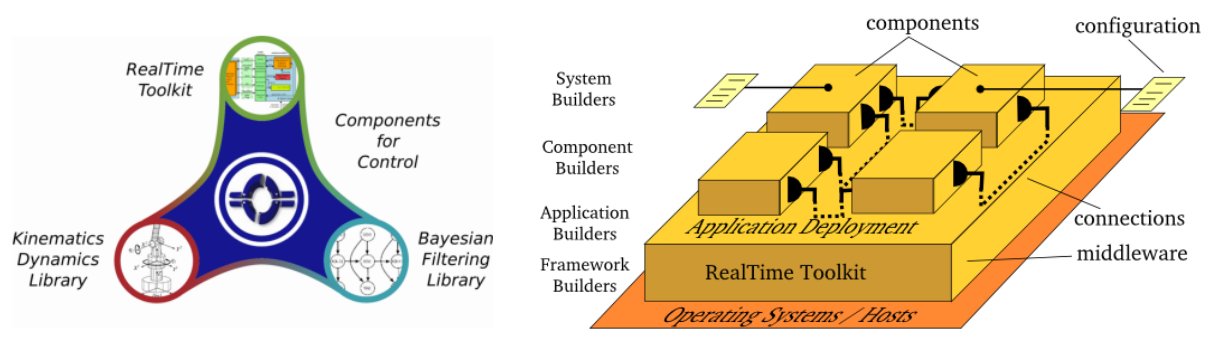 RealTime
Toolkit
Components
for
Control
Kinematics
Dynamics
Library
Bayesian
Filtering
Library
components
configuration
System
Builders
Component
Builders
Application
Builders
Framework
Builders
Application Deployment
connections
middleware
RealTime Toolkit
Operating Systems / Hosts